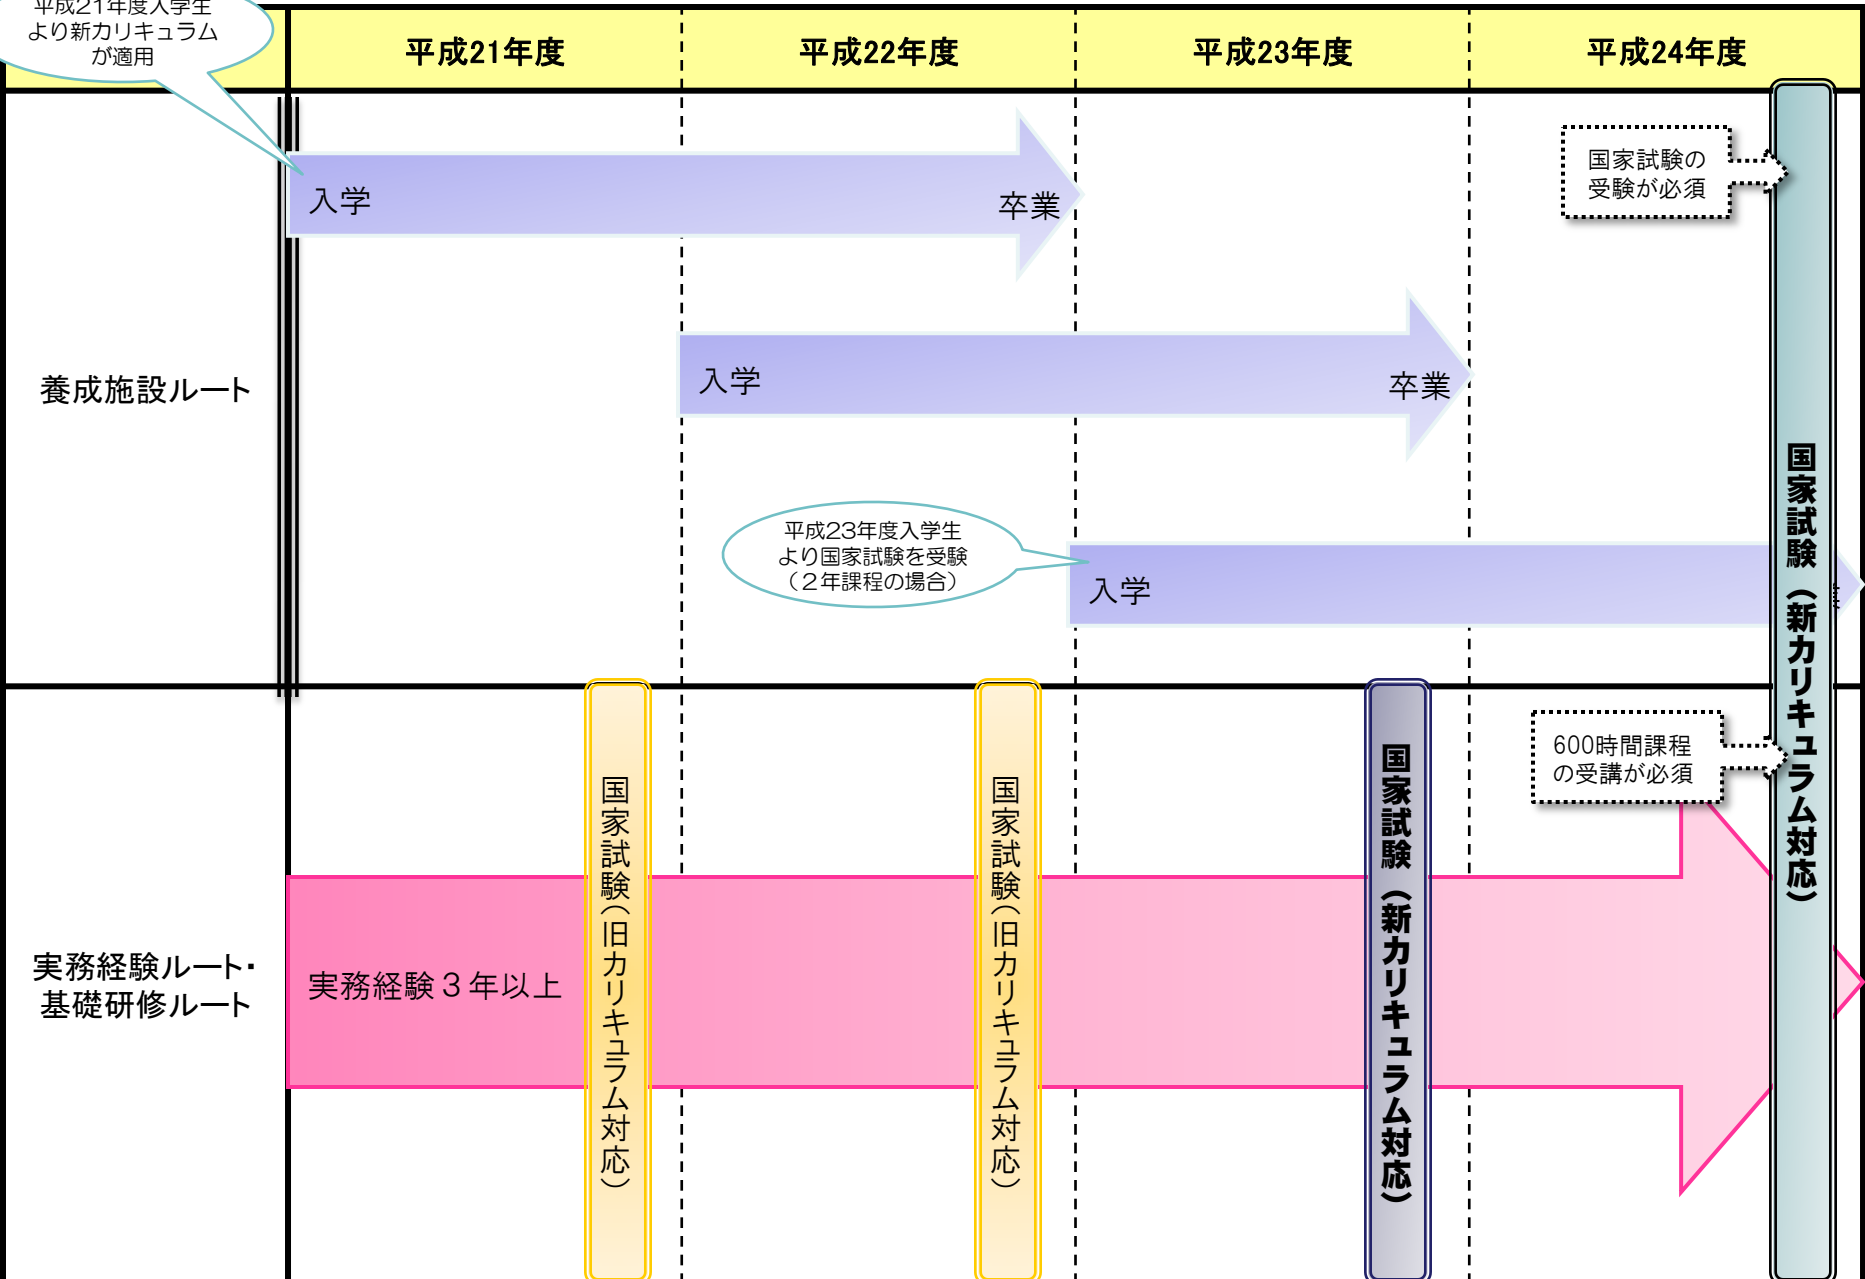 平成21年度入学生
より新カリキュラム
が適用
平成21年度
平成22年度
平成23年度
平成24年度
養成施設ルート
入学
卒業
国家試験の
受験が必須
入学
卒業
平成23年度入学生
より国家試験を受験
（２年課程の場合）
入学
国家試験（新カリキュラム対応）
実務経験ルート・
基礎研修ルート
実務経験３年以上
国家試験（旧カリキュラム対応）
国家試験（旧カリキュラム対応）
国家試験（新カリキュラム対応）
600時間課程
の受講が必須